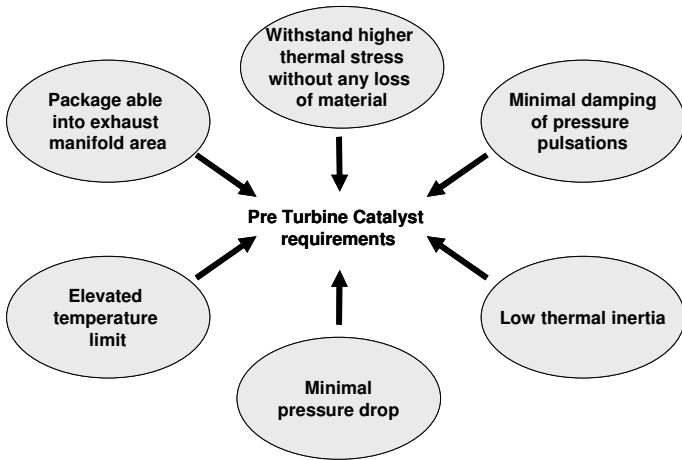 Withstand higher
thermal stress
without any loss
of material
Package able
into exhaust
manifold area
Minimal damping
of pressure
pulsations
Pre Turbine Catalyst
requirements
Elevated
temperature
limit
Low thermal inertia
Minimal
pressure drop